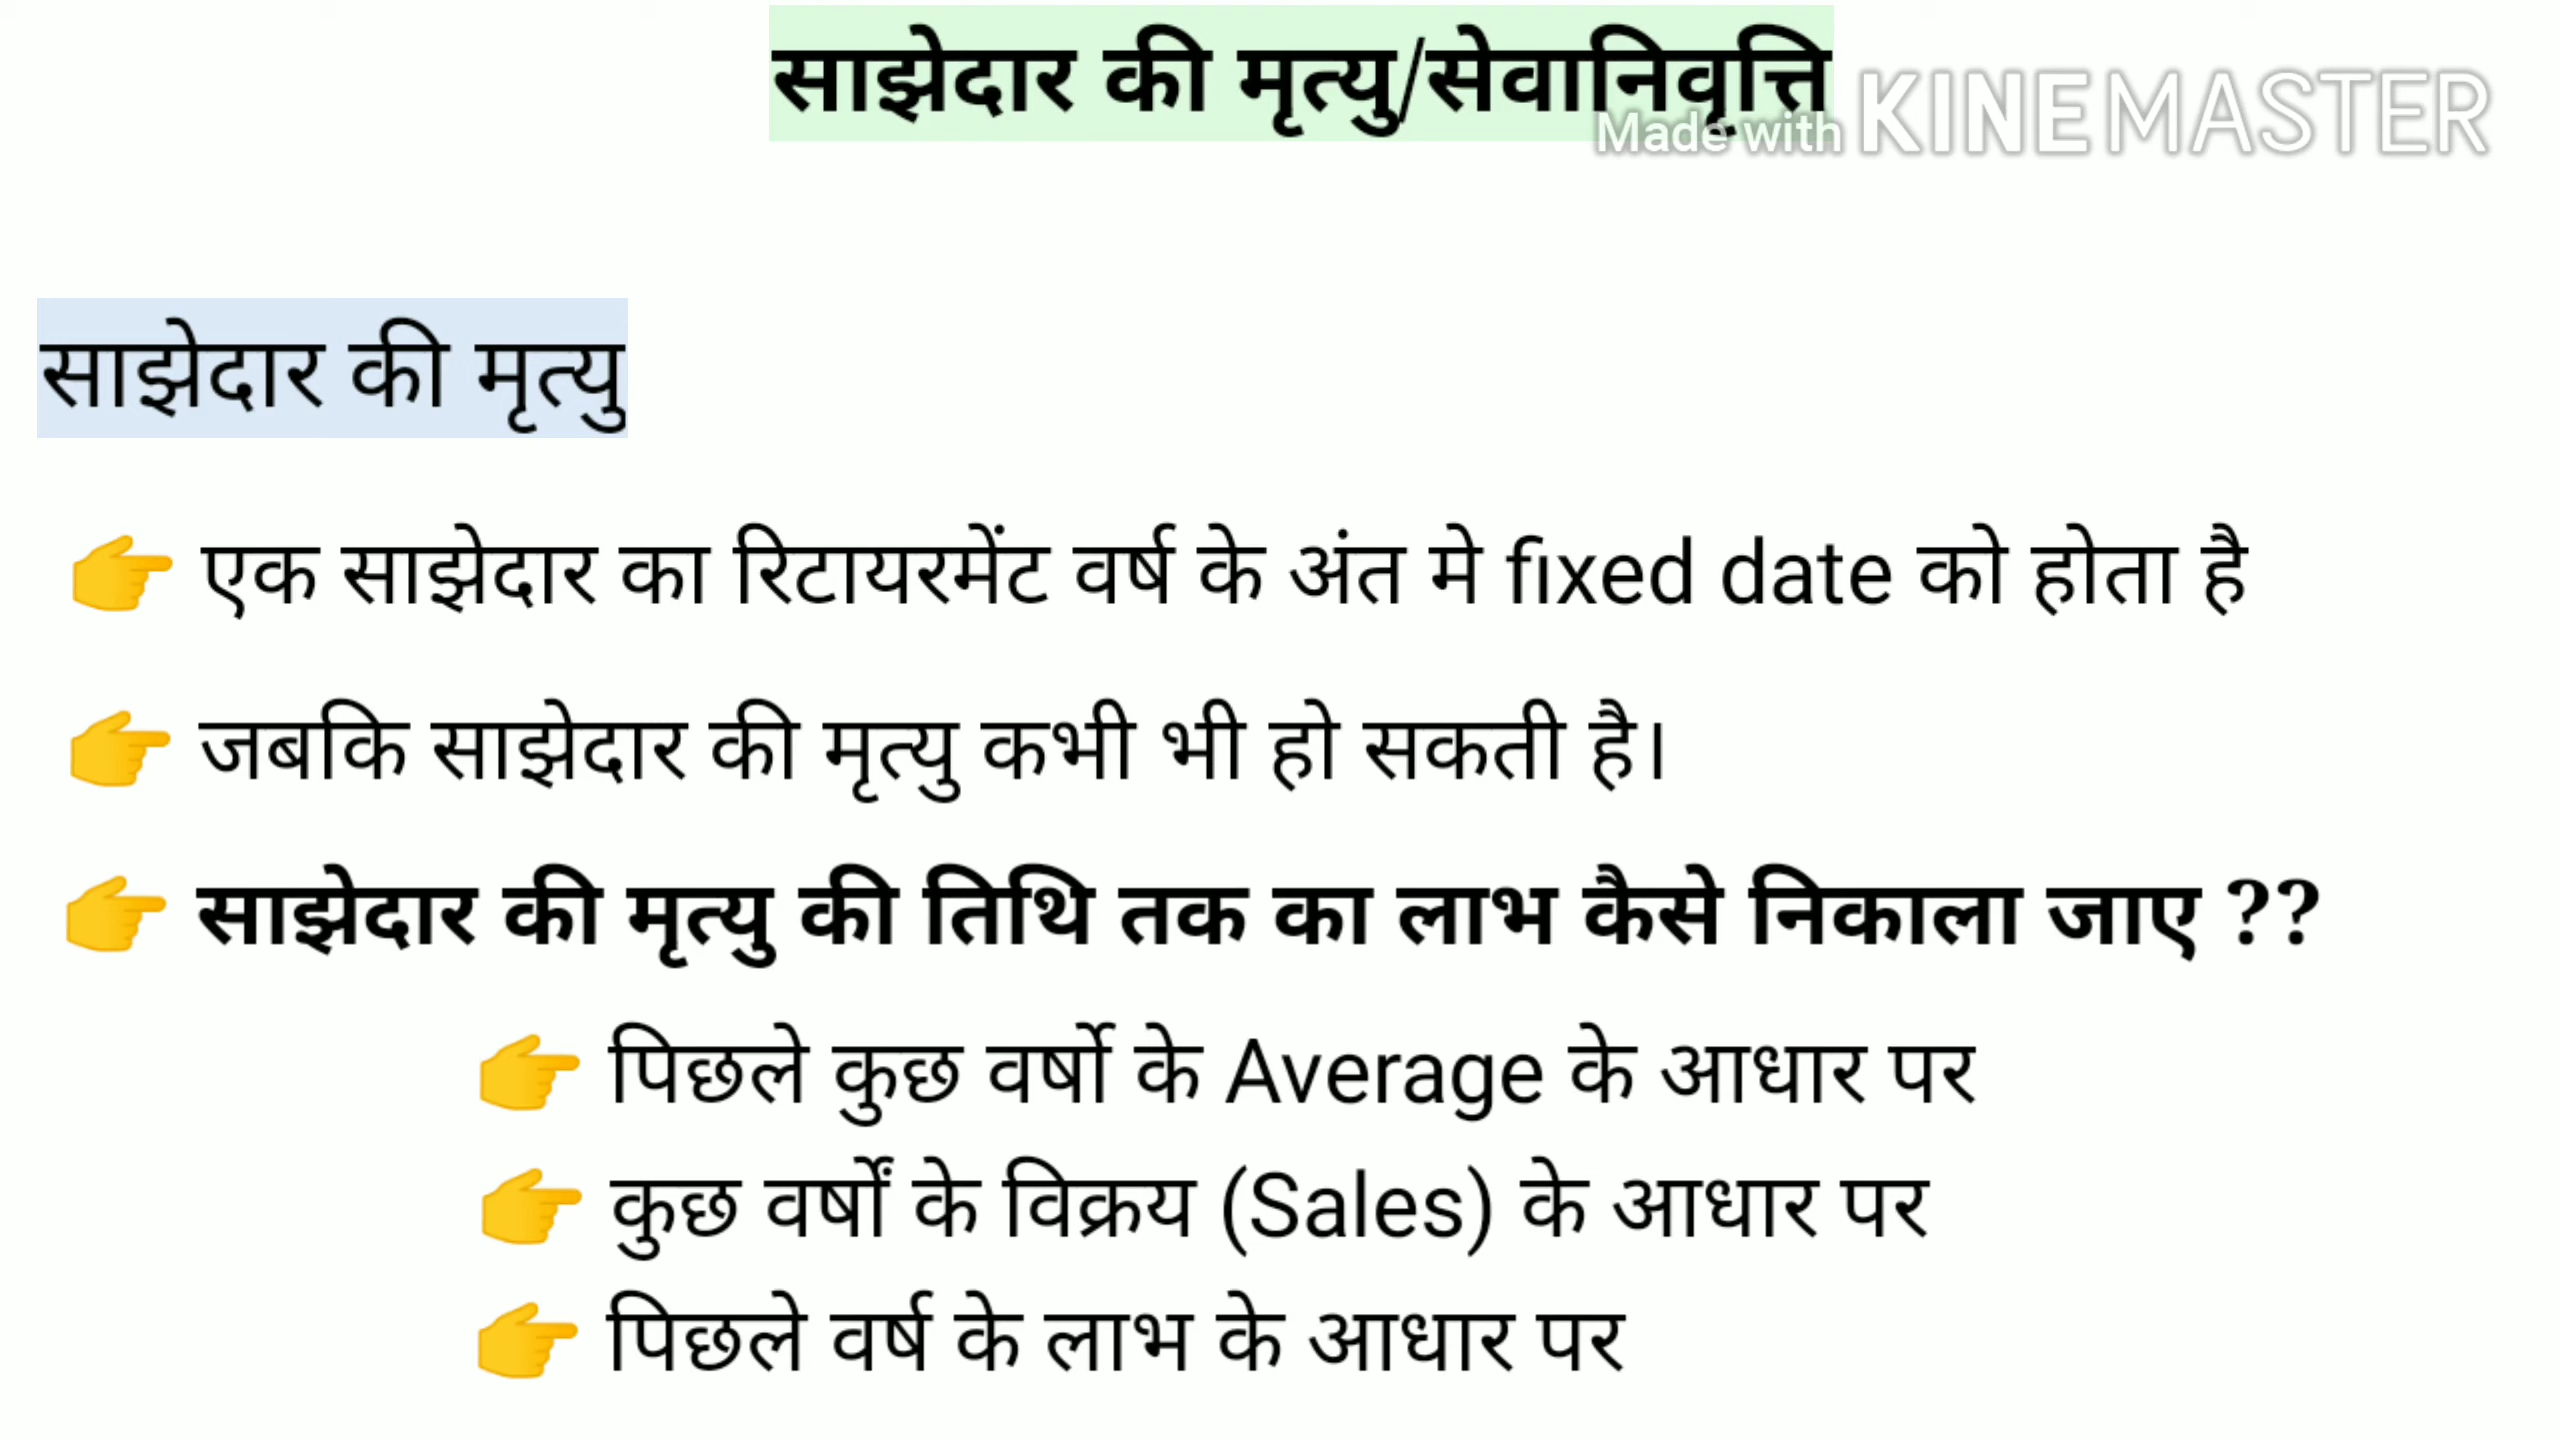 साझेदार की मृत्यु/सेवानिवृत्ति
Made with KINEMASTER
साझेदार की मृत्यु
👉 एक साझेदार का रिटायरमेंट वर्ष के अंत मे fixed date को होता है
👉 जबकि साझेदार की मृत्यु कभी भी हो सकती है।
👉 साझेदार की मृत्यु की तिथि तक का लाभ कैसे निकाला जाए ??
👉 पिछले कुछ वर्षो के Average के आधार पर
👉 कुछ वर्षों के विक्रय (Sales) के आधार पर
👉 पिछले वर्ष के लाभ के आधार पर